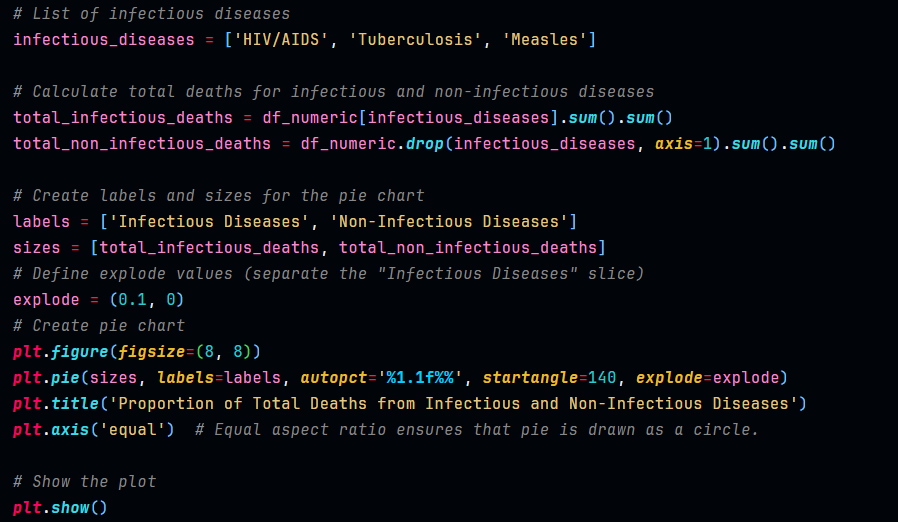 # List of infectious diseases
infectious_diseases = ['HIV/AIDS', 'Tuberculosis', 'Measles']
# Calculate total deaths for infectious and non-infectious diseases
total_infectious_deaths = df_numeric[infectious_diseases].sum().sum()
total_non_infectious_deaths = df_numeric.drop(infectious_diseases, axis=1).sum().sum()
# Create labels and sizes for the pie chart
labels = ['Infectious Diseases', 'Non-Infectious Diseases']
sizes = [total_infectious_deaths, total_non_infectious_deaths]
# Define explode values (separate the "Infectious Diseases" slice)
explode = (0.1, 0)
# Create pie chart
plt.figure(figsize=(8, 8))
plt.pie(sizes, labels=labels, autopct='%1.1f%%', startangle=140, explode=explode)
plt.title('Proportion of Total Deaths from Infectious and Non-Infectious Diseases')
plt.axis('equal')  # Equal aspect ratio ensures that pie is drawn as a circle.
# Show the plot
plt.show()